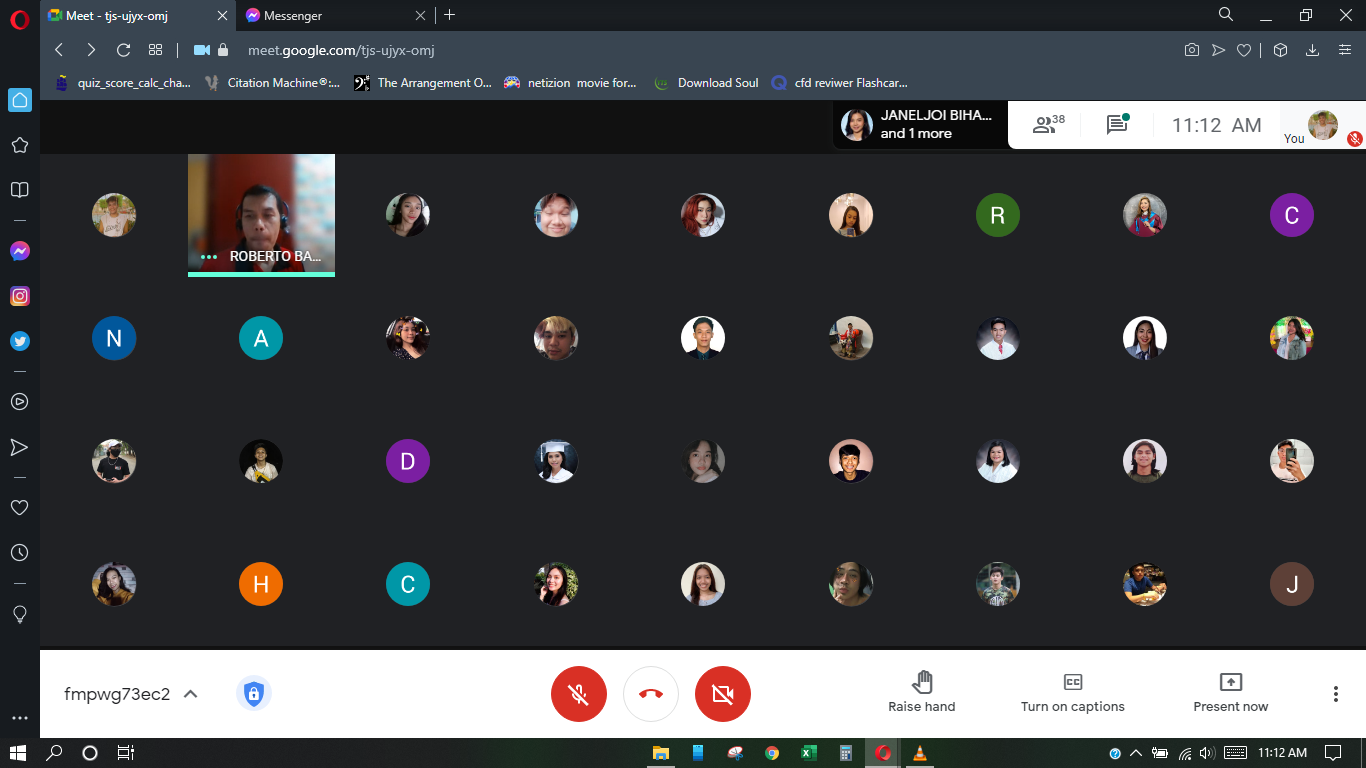 Meet - tjs-ujyx-omj
Messenger
meet.google.com/tjs-ujyx-omj
quiz_score_calc_cha...
Citation Machine®:...
The Arrangement O...
netizion movie for...
Download Soul
cfd reviwer Flashcar...
JANELJOI BIHA...
and 1 more
38
11:12 AM
You
ROBERTO BA...
R
C
N
A
D
H
C
J
fmpwg73ec2
Raise hand
CC
Turn on captions
Present now
11:12 AM